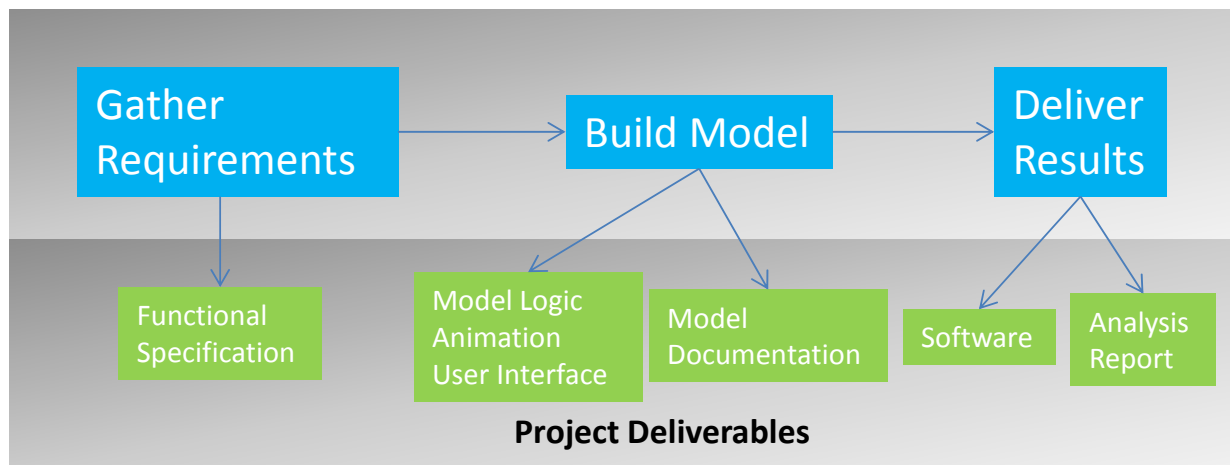 Gather
Requirements
Build Model
Deliver
Results
Functional
Specification
Model Logic
Animation
User Interface
Model
Documentation
Software
Analysis
Report
Project Deliverables